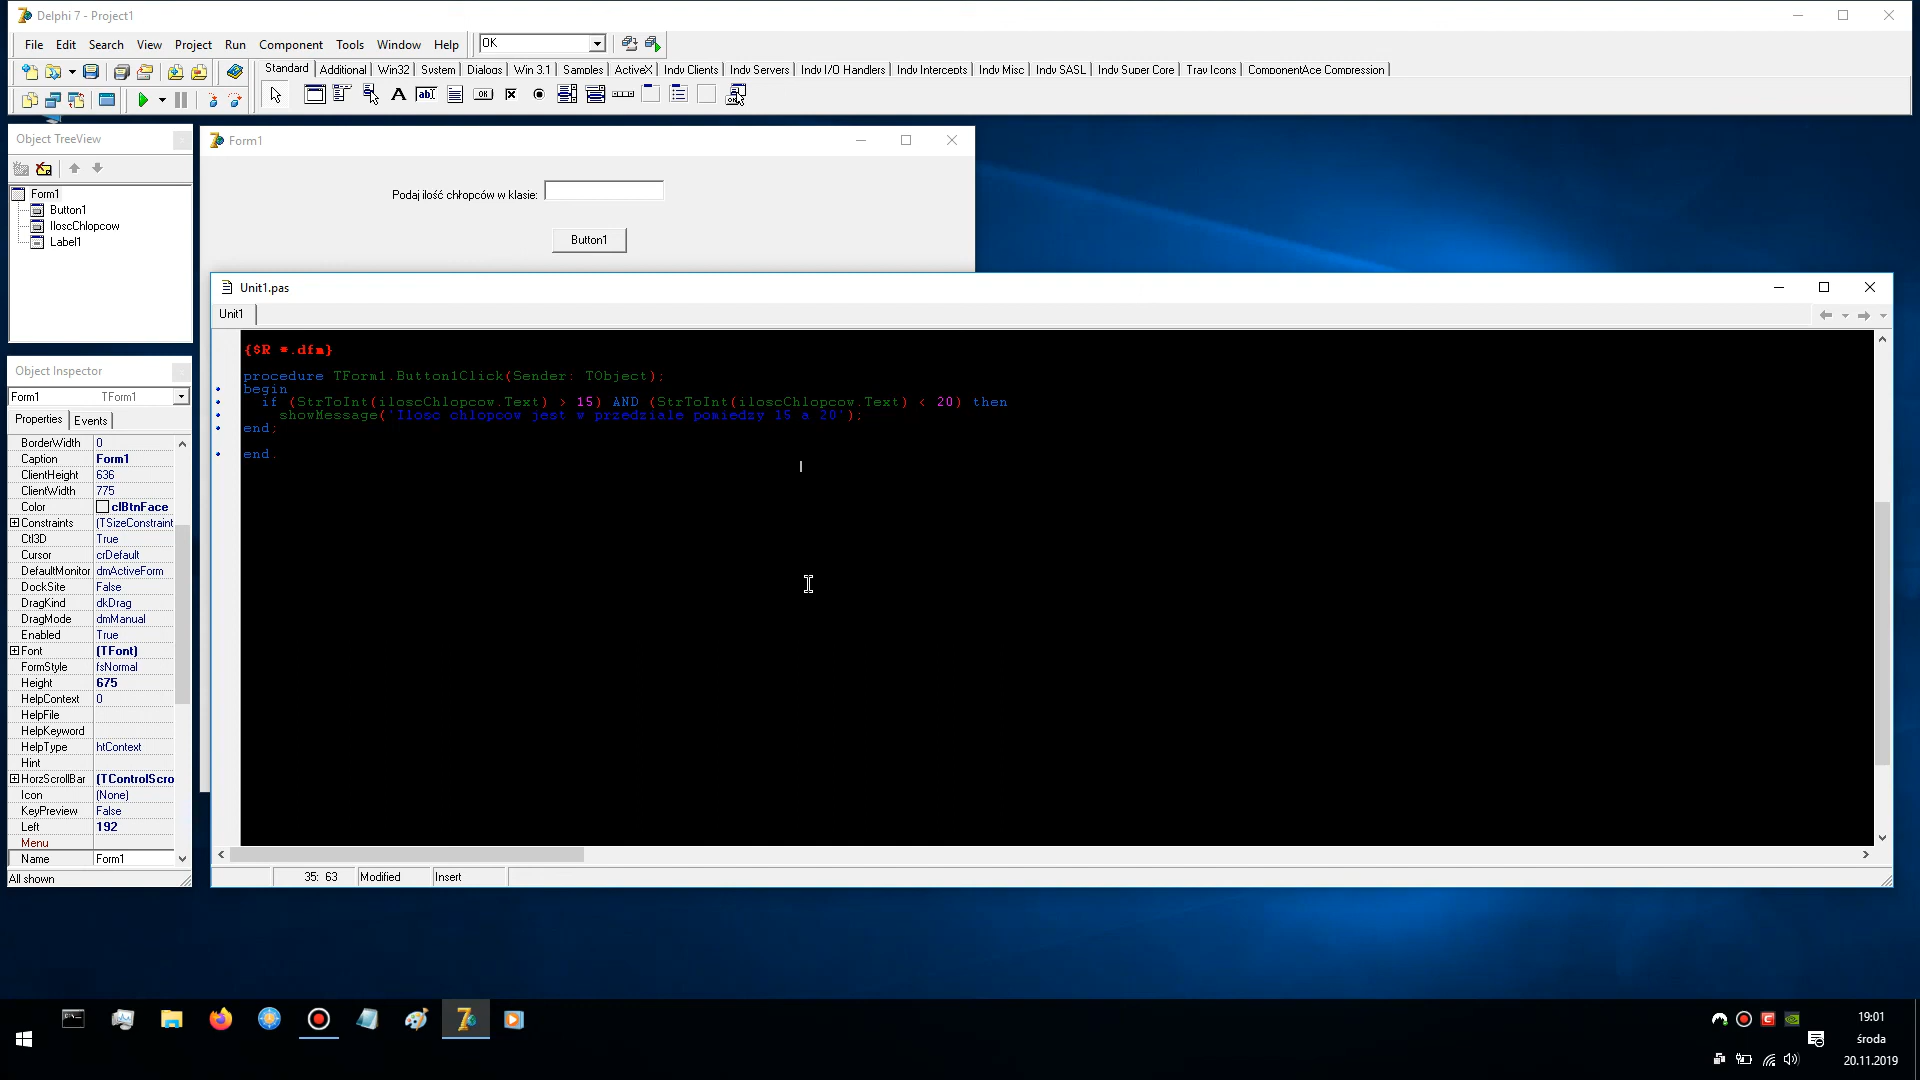 Delphi 7 - Project1
File Edit Search View Project Run Component Tools Window Help OK
Standard Additional Win32 System Dialogs Win 3.1 Samples ActiveX Indy Clients Indy Servers Indy I/O Handlers Indy Intercepts Indy Misc Indy SASL Indy Super Core Tray Icons ComponentAce Compression
Object TreeView
Form1
Button1
IloscChlopcow
Label1
Form1
Podaj ilość chłopców w klasie:
Button1
Unit1.pas
Unit1
{$R *.dfm}
procedure TForm1.Button1Click(Sender: TObject);
begin
if (StrToInt(iloscChlopcow.Text) > 15) AND (StrToInt(iloscChlopcow.Text) < 20) then
showMessage('Ilosc chlopcow jest w przedziale pomiedzy 15 a 20');
end;
end.
35: 63 Modified Insert
Object Inspector
Form1 TForm1
Properties Events
BorderWidth 0
Caption Form1
ClientHeight 636
ClientWidth 775
Color clBtnFace
Constraints (TSizeConstraint
Ctl3D True
Cursor crDefault
DefaultMonitor dmActiveForm
DockSite False
DragKind dkDrag
DragMode dmManual
Enabled True
Font (TFont)
FormStyle fsNormal
Height 675
HelpContext 0
HelpFile
HelpKeyword
HelpType htContext
Hint
HorzScrollBar (TControlScro
Icon (None)
KeyPreview False
Left 192
Menu
Name Form1
All shown
19:01
środa
20.11.2019